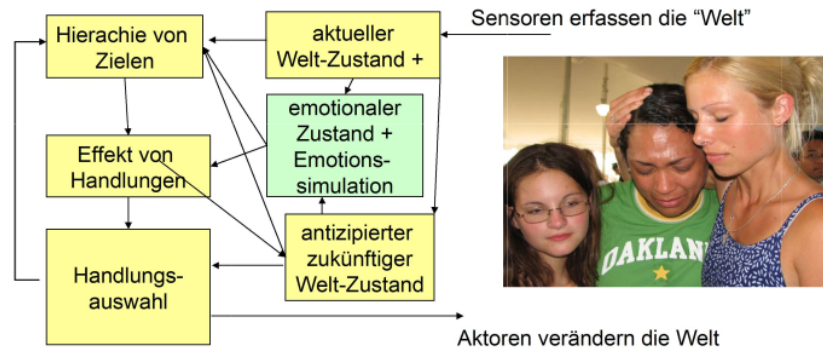 Sensoren erfassen die “Welt”
Hierachie von
Zielen
aktueller
Welt-Zustand +
emotionaler
Zustand +
Emotions-
simulation
Effekt von
Handlungen
antizipierter
zukünftiger
Welt-Zustand
Handlungs-
auswahl
OAKLAN
Aktoren verändern die Welt